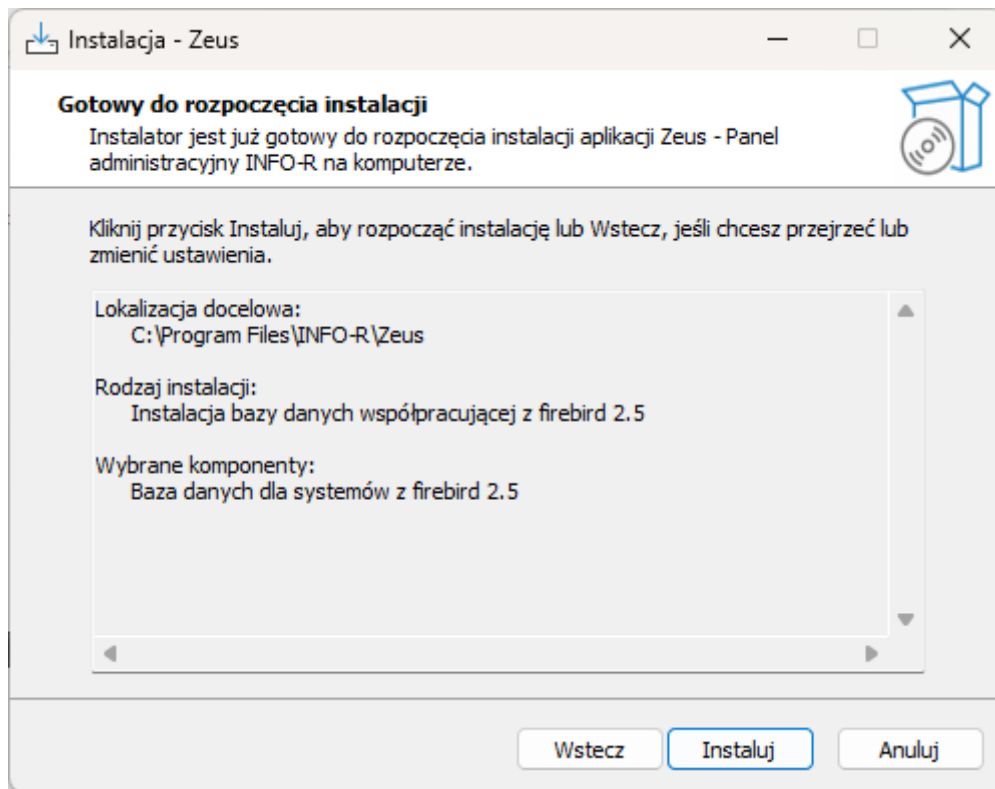 Instalacja - Zeus
Gotowy do rozpoczęcia instalacji
Instalator jest już gotowy do rozpoczęcia instalacji aplikacji Zeus - Panel
administracyjny INFO-R na komputerze.
Kliknij przycisk Instaluj, aby rozpocząć instalację lub Wstecz, jeśli chcesz przejrzeć lub
zmienić ustawienia.
Lokalizacja docelowa:
C:\Program Files\INFO-R\Zeus
Rodzaj instalacji:
Instalacja bazy danych współpracującej z firebird 2.5
Wybrane komponenty:
Baza danych dla systemów z firebird 2.5
Wstecz
Instaluj
Anuluj